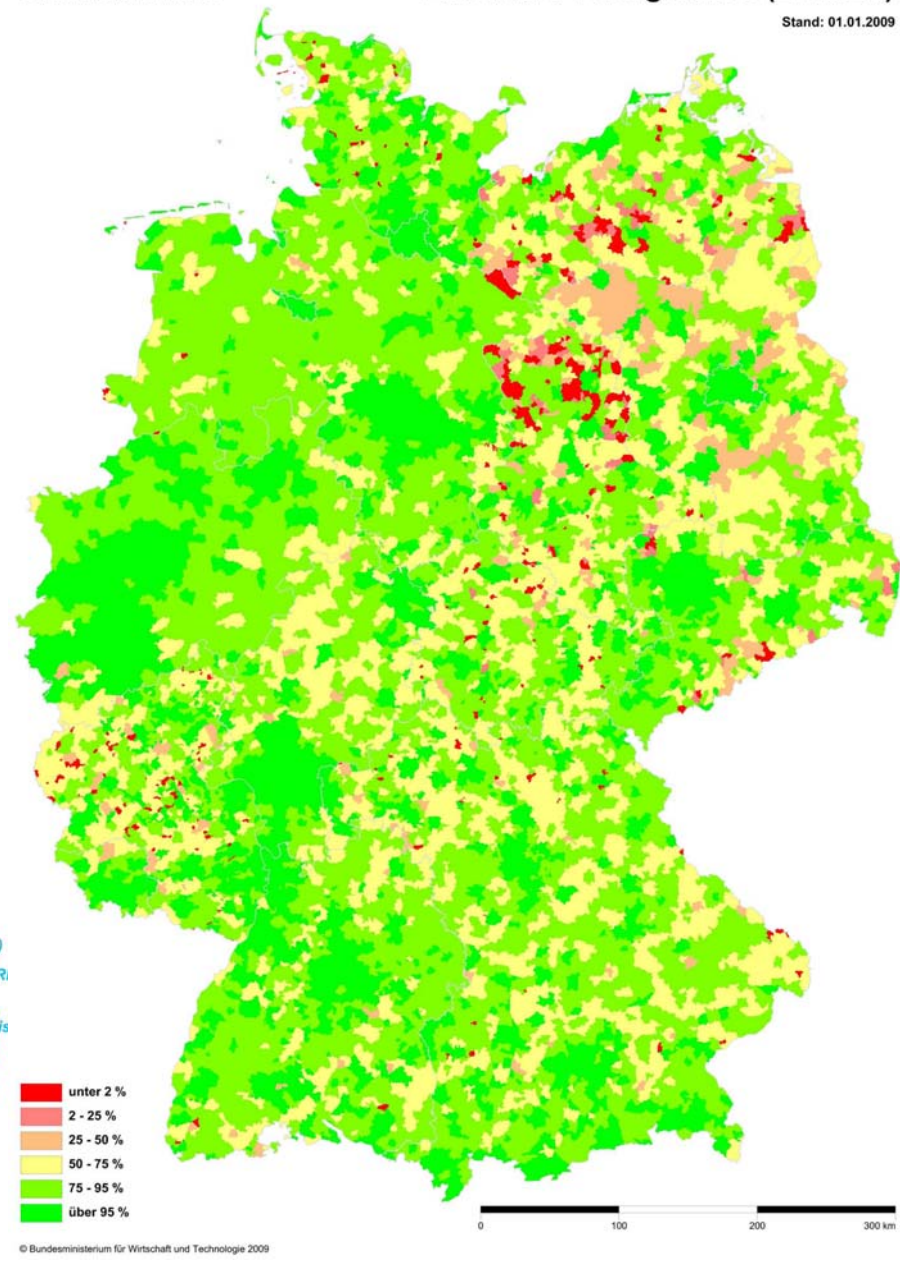 Stand: 01.01.2009
unter 2 %
2 - 25 %
25 - 50 %
50 - 75 %
75 - 95 %
über 95 %
0 100 200 300 km
© Bundesministerium für Wirtschaft und Technologie 2009